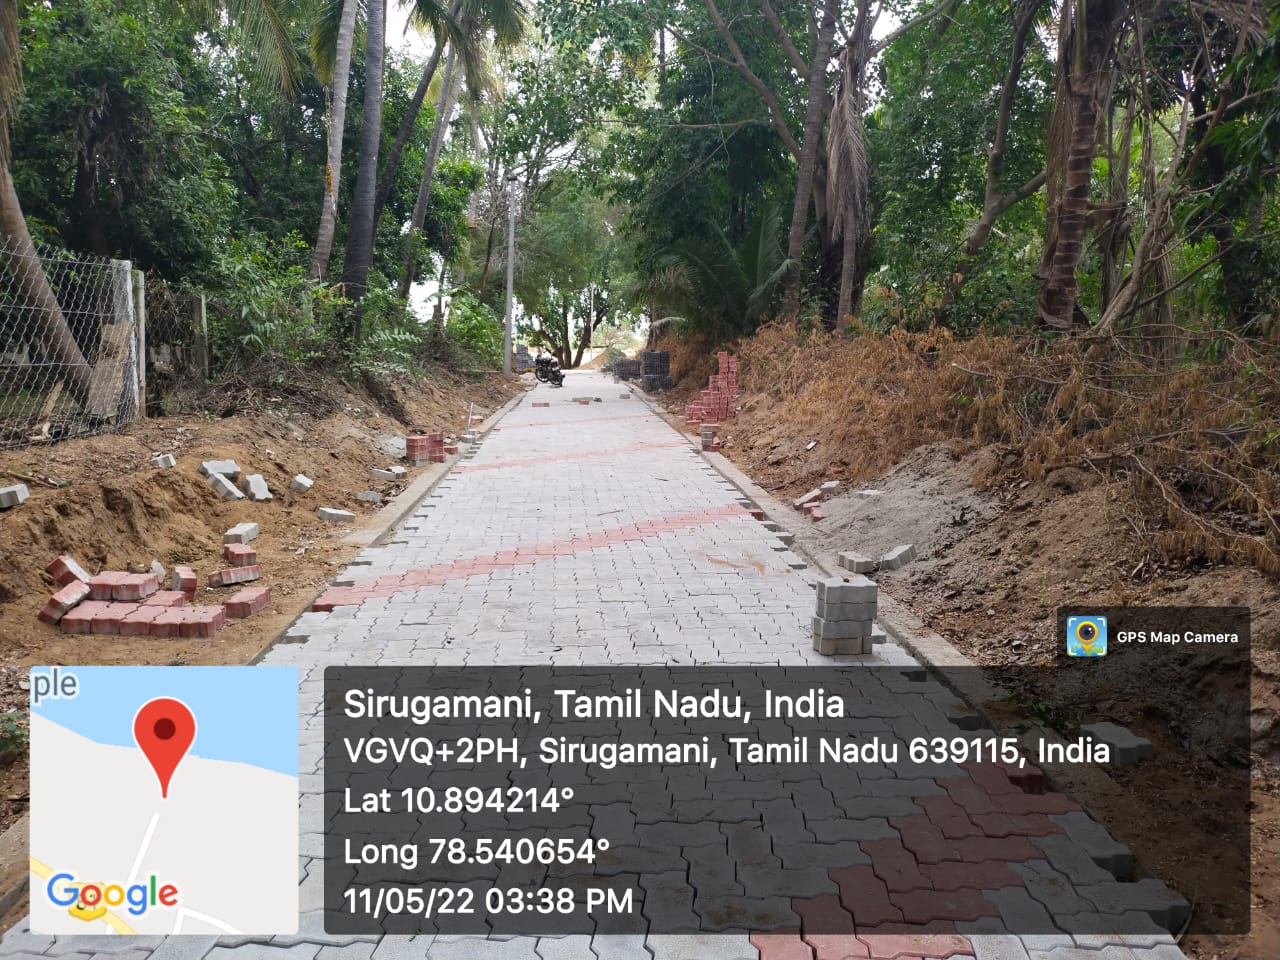 GPS Map Camera
ple
Google
Sirugamani, Tamil Nadu, India
VGVQ+2PH, Sirugamani, Tamil Nadu 639115, India
Lat 10.894214°
Long 78.540654°
11/05/22 03:38 PM